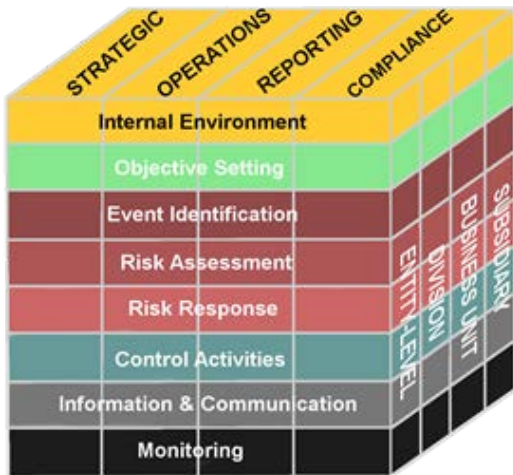 STRATEGIC
OPERATIONS
REPORTING
COMPLIANCE
Internal Environment
Objective Setting
Event Identification
Risk Assessment
Risk Response
Control Activities
Information & Communication
Monitoring
ENTITY-LEVEL
DIVISION
BUSINESS UNIT
SUBSIDIARY